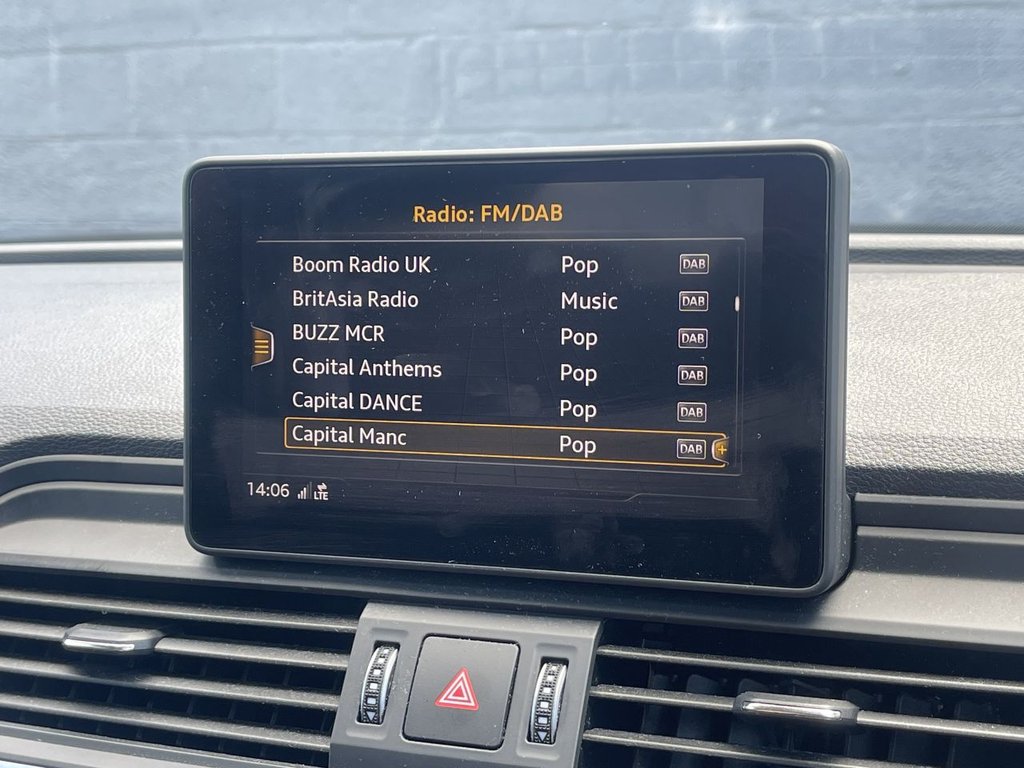 Radio: FM/DAB
Boom Radio UK Pop DAB
BritAsia Radio Music DAB
BUZZ MCR Pop DAB
Capital Anthems Pop DAB
Capital DANCE Pop DAB
Capital Manc Pop DAB +
14:06 LTE